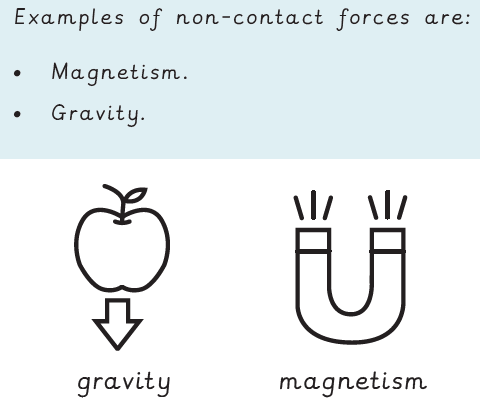 Examples of non-contact forces are:
• Magnetism.
• Gravity.
gravity
magnetism